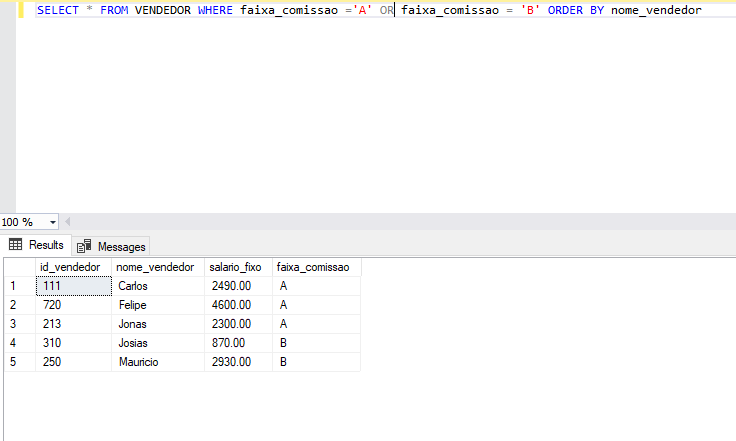 SELECT * FROM VENDEDOR WHERE faixa_comissao ='A' OR faixa_comissao = 'B' ORDER BY nome_vendedor
100 %
Results Messages
id_vendedor nome_vendedor salario_fixo faixa_comissao
1 111 Carlos 2490.00 A
2 720 Felipe 4600.00 A
3 213 Jonas 2300.00 A
4 310 Josias 870.00 B
5 250 Mauricio 2930.00 B